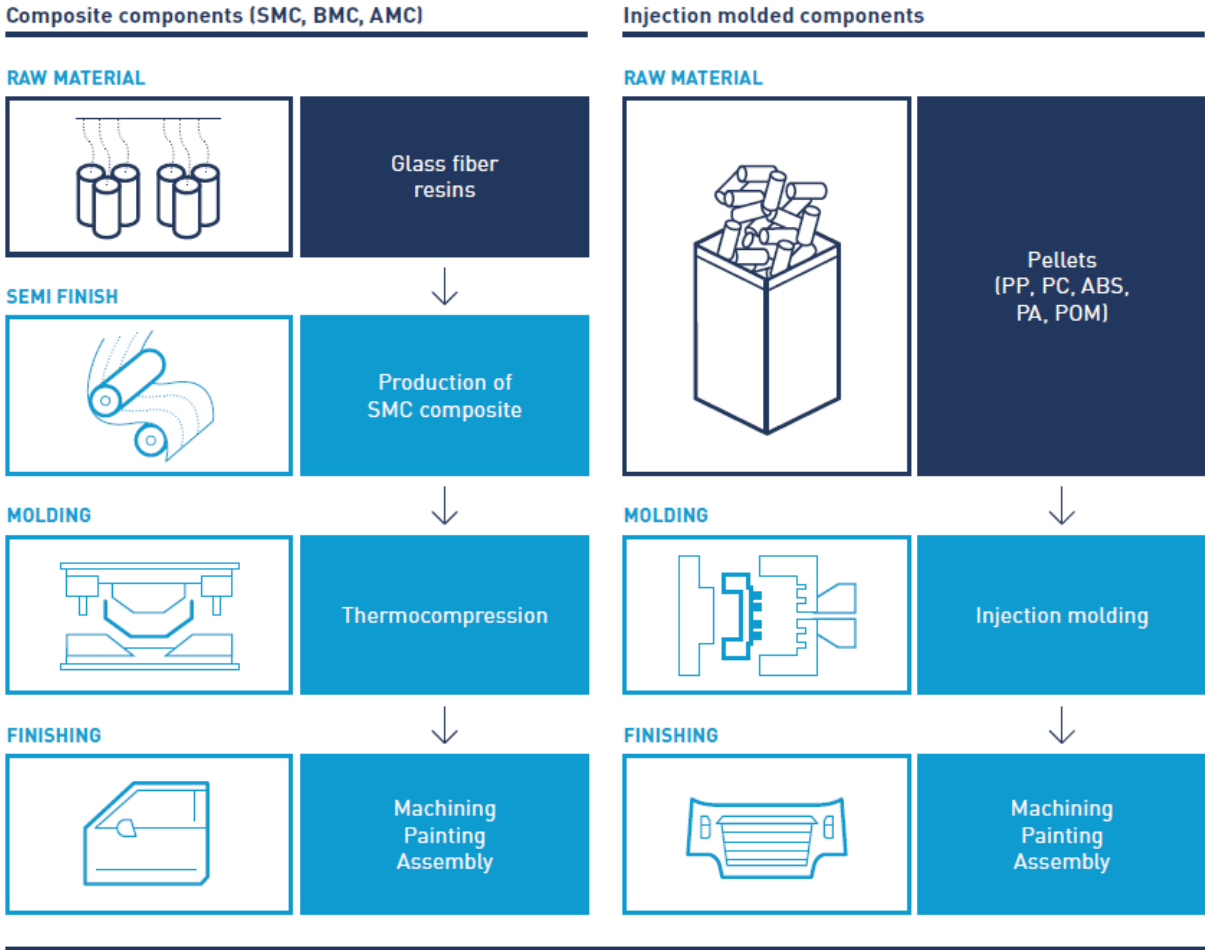 Composite components (SMC, BMC, AMC)
RAW MATERIAL
Glass fiber
resins
SEMI FINISH
Production of
SMC composite
MOLDING
Thermocompression
FINISHING
Machining
Painting
Assembly
Injection molded components
RAW MATERIAL
Pellets
(PP, PC, ABS,
PA, POM)
MOLDING
Injection molding
FINISHING
Machining
Painting
Assembly